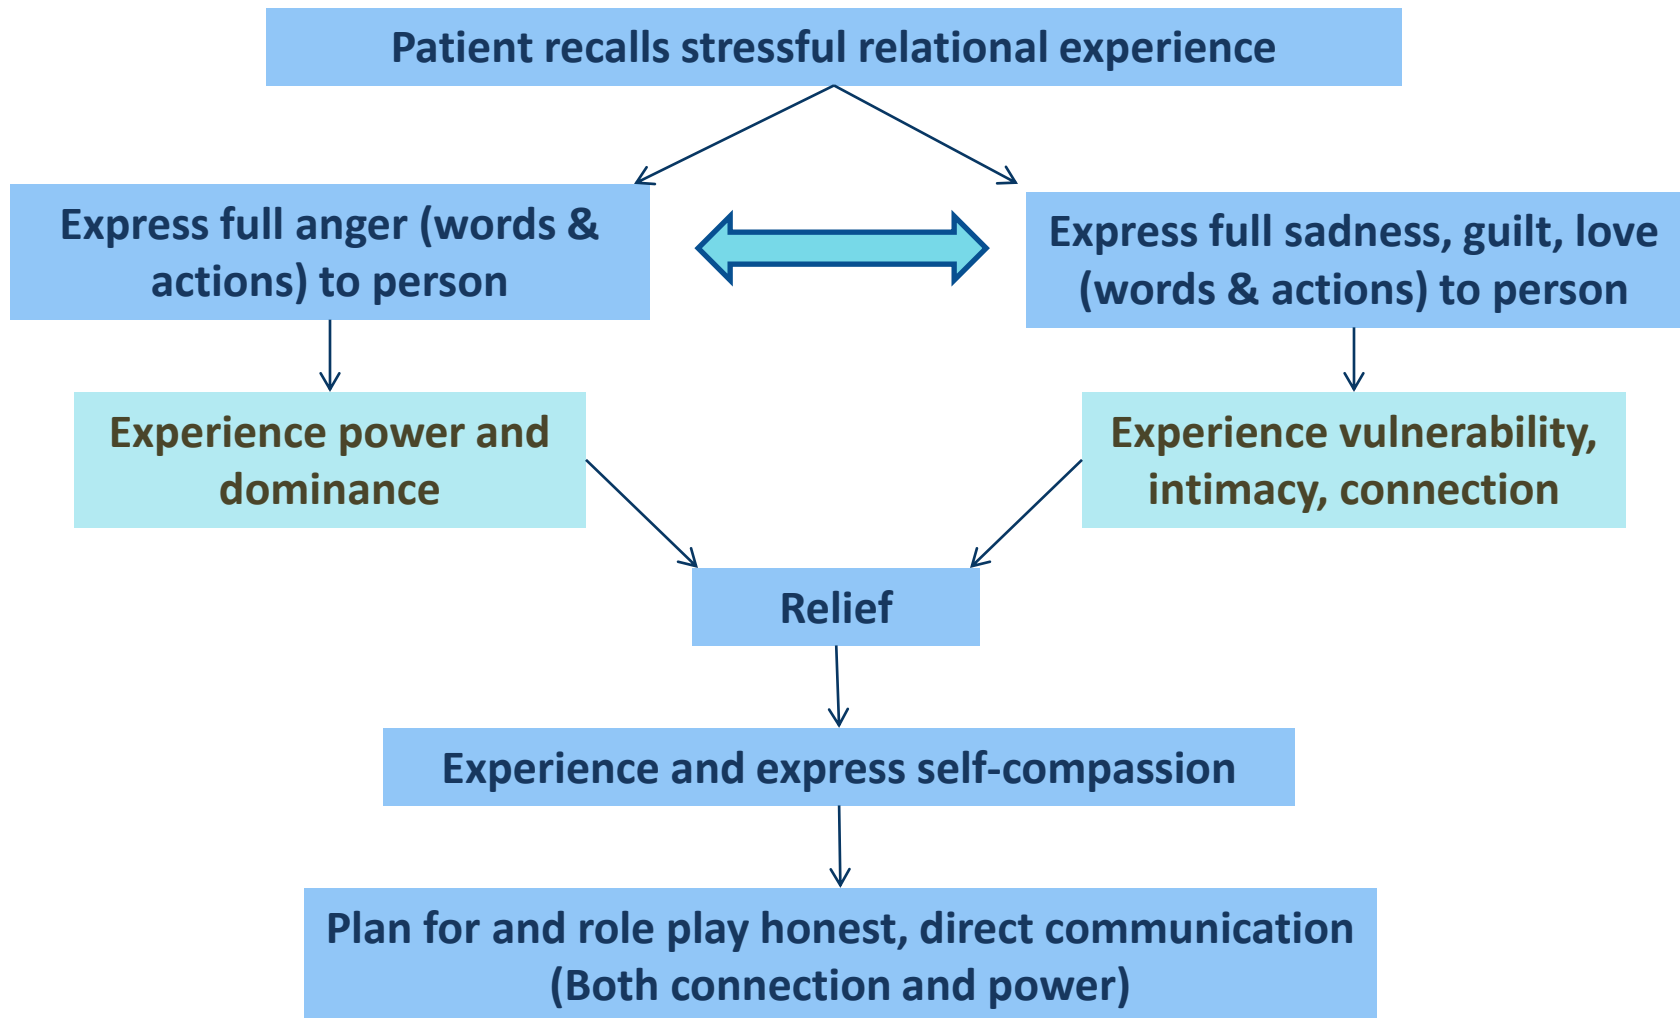 Patient recalls stressful relational experience
Express full anger (words &
actions) to person
Express full sadness, guilt, love
(words & actions) to person
Experience power and
dominance
Experience vulnerability,
intimacy, connection
Relief
Experience and express self-compassion
Plan for and role play honest, direct communication
(Both connection and power)